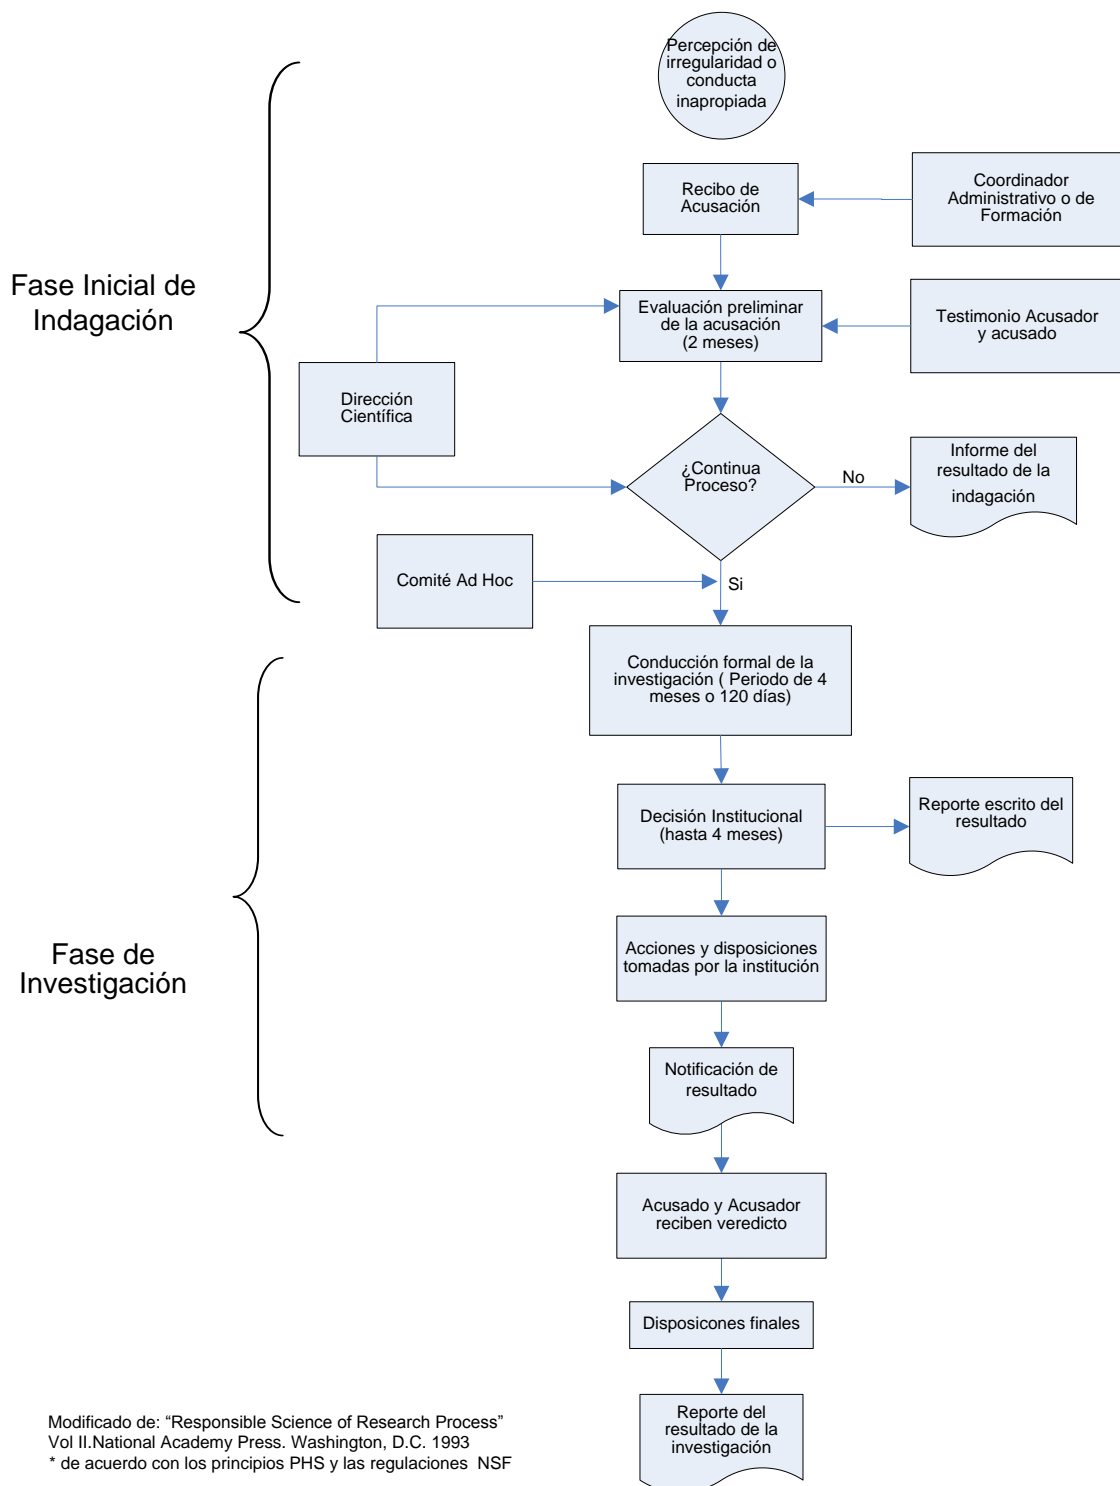 Percepción de
irregularidad o
conducta
inapropiada
Recibo de
Acusación
Coordinador
Administrativo o de
Formación
Fase Inicial de
Indagación
Evaluación preliminar
de la acusación
(2 meses)
Testimonio Acusador
y acusado
Dirección
Científica
¿Continua
Proceso?
No
Informe del
resultado de la
indagación
Comité Ad Hoc
Si
Conducción formal de la
investigación ( Periodo de 4
meses o 120 días)
Decisión Institucional
(hasta 4 meses)
Reporte escrito del
resultado
Fase de
Investigación
Acciones y disposiciones
tomadas por la institución
Notificación de
resultado
Acusado y Acusador
reciben veredicto
Disposicones finales
Reporte del
resultado de la
investigación
Modificado de: “Responsible Science of Research Process”
Vol II.National Academy Press. Washington, D.C. 1993
* de acuerdo con los principios PHS y las regulaciones NSF